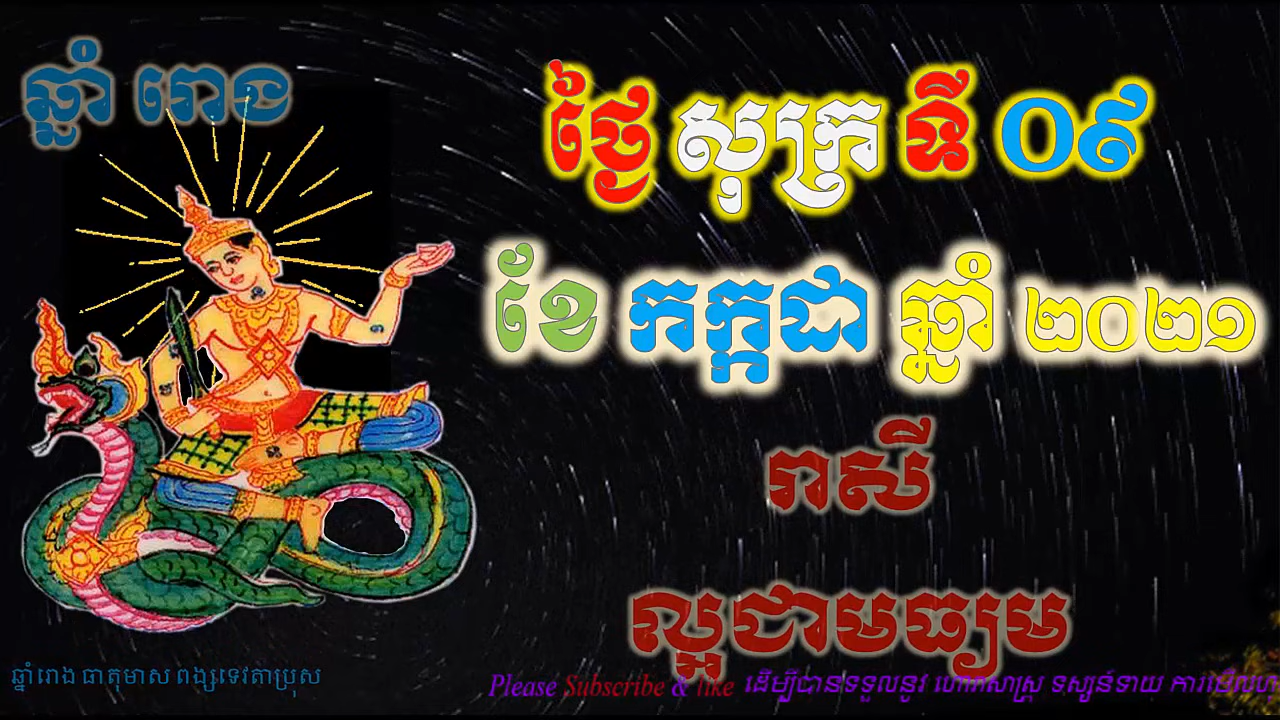 ឆ្នាំ រោង
ថ្ងៃ សុក្រ ទី ០៩
ខែ កក្កដា ឆ្នាំ ២០២១
រាសី
ល្អជាមធ្យម
ឆ្នាំរោង ធាតុមាស ពង្សទេវតាប្រុស
Please Subscribe & like ដើម្បីបានទទួលនូវ ហោរាសាស្ត្រ ទស្សន៍ទាយ